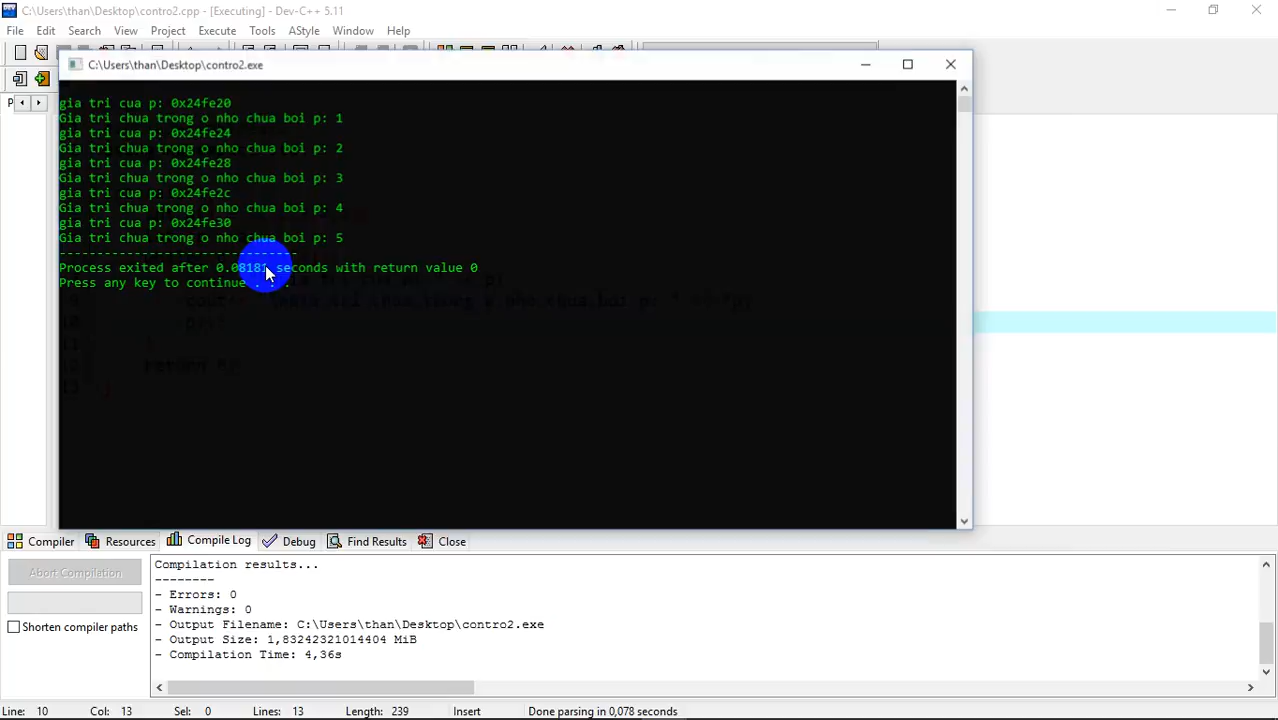 C:\Users\than\Desktop\contro2.cpp - [Executing] - Dev-C++ 5.11
File Edit Search View Project Execute Tools AStyle Window Help
C:\Users\than\Desktop\contro2.exe
gia tri cua p: 0x24fe20
Gia tri chua trong o nho chua boi p: 1
gia tri cua p: 0x24fe24
Gia tri chua trong o nho chua boi p: 2
gia tri cua p: 0x24fe28
Gia tri chua trong o nho chua boi p: 3
gia tri cua p: 0x24fe2c
Gia tri chua trong o nho chua boi p: 4
gia tri cua p: 0x24fe30
Gia tri chua trong o nho chua boi p: 5
--------------------------------
Process exited after 0.08181 seconds with return value 0
Press any key to continue . . .
Compiler Resources Compile Log Debug Find Results Close
Abort Compilation
Shorten compiler paths
Compilation results...
--------
- Errors: 0
- Warnings: 0
- Output Filename: C:\Users\than\Desktop\contro2.exe
- Output Size: 1,83242321014404 MiB
- Compilation Time: 4,36s
Line: 10 Col: 13 Sel: 0 Lines: 13 Length: 239 Insert Done parsing in 0,078 seconds